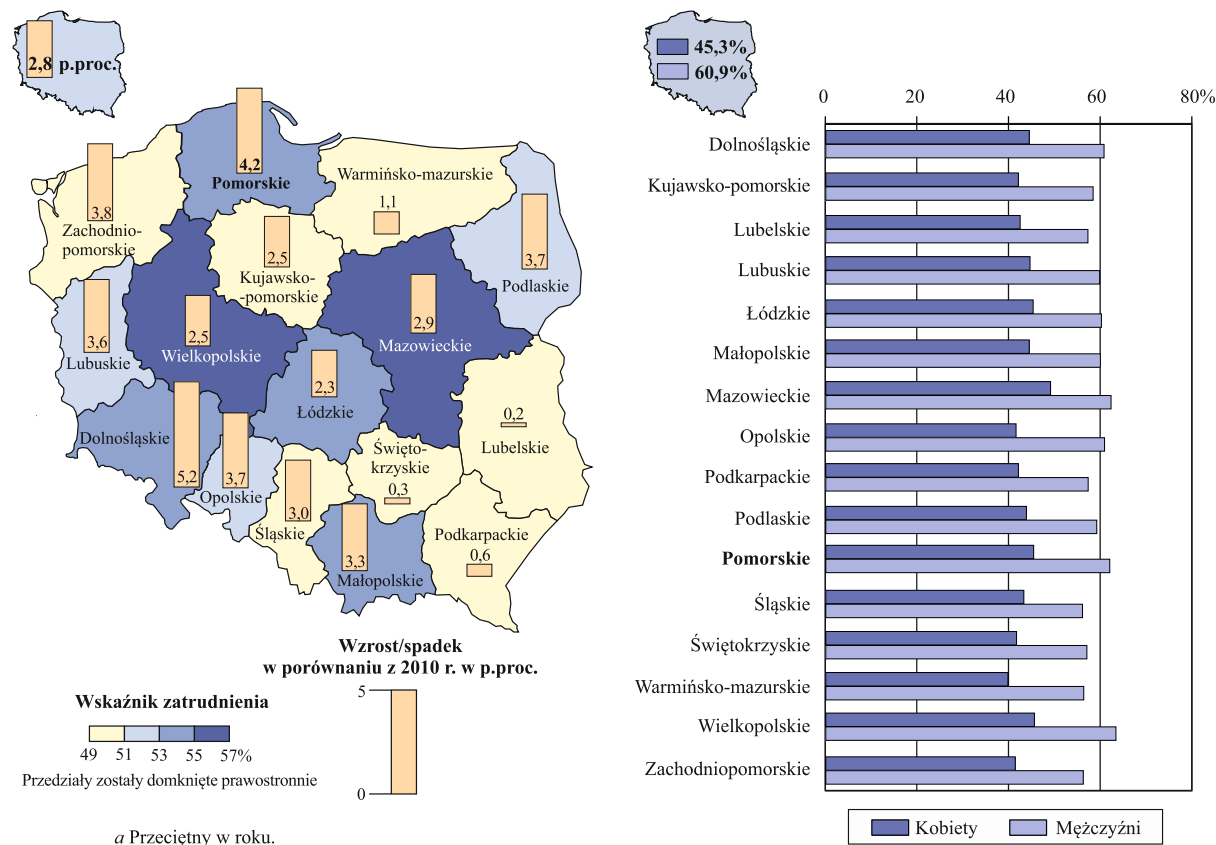 2,8 p.proc.
4,2
Pomorskie
3,8
Zachodnio-
pomorskie
Warmińsko-mazurskie
1,1
2,5
Kujawsko-
-pomorskie
3,7
Podlaskie
3,6
Lubuskie
2,5
Wielkopolskie
2,9
Mazowieckie
2,3
Łódzkie
Dolnośląskie
5,2
3,7
Opolskie
0,2
Lubelskie
Święto-
krzyskie
0,3
3,0
Śląskie
3,3
Małopolskie
Podkarpackie
0,6
Wzrost/spadek
w porównaniu z 2010 r. w p.proc.
5
0
Wskaźnik zatrudnienia
49 51 53 55 57%
Przedziały zostały domknięte prawostronnie
a Przeciętny w roku.
45,3%
60,9%
0 20 40 60 80%
Dolnośląskie
Kujawsko-pomorskie
Lubelskie
Lubuskie
Łódzkie
Małopolskie
Mazowieckie
Opolskie
Podkarpackie
Podlaskie
Pomorskie
Śląskie
Świętokrzyskie
Warmińsko-mazurskie
Wielkopolskie
Zachodniopomorskie
Kobiety Mężczyźni